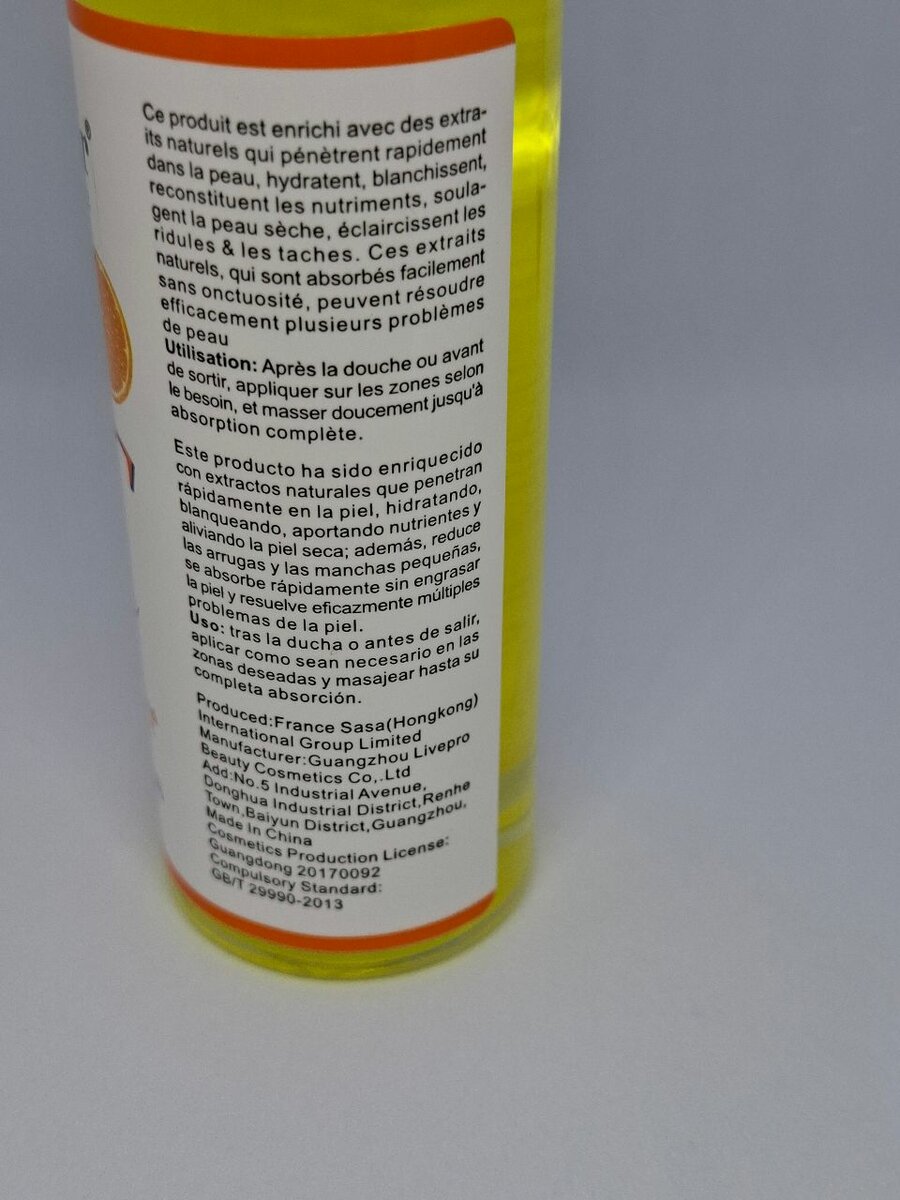 Ce produit est enrichi avec des extra-
its naturels qui pénètrent rapidement
dans la peau, hydratent, blanchissent,
reconstituent les nutriments, soula-
gent la peau sèche, éclaircissent les
ridules & les taches. Ces extraits
naturels, qui sont absorbés facilement
sans onctuosité, peuvent résoudre
efficacement plusieurs problèmes
de peau
Utilisation: Après la douche ou avant
de sortir, appliquer sur les zones selon
le besoin, et masser doucement jusqu'à
absorption complète.
Este producto ha sido enriquecido
con extractos naturales que penetran
rápidamente en la piel, hidratando,
blanqueando, aportando nutrientes y
aliviando la piel seca; además, reduce
las arrugas y las manchas pequeñas,
se absorbe rápidamente sin engrasar
la piel y resuelve eficazmente múltiples
problemas de la piel.
Uso: tras la ducha o antes de salir,
aplicar como sean necesario en las
zonas deseadas y masajear hasta su
completa absorción.
Produced:France Sasa(Hongkong)
International Group Limited
Manufacturer:Guangzhou Livepro
Beauty Cosmetics Co,.Ltd
Add:No.5 Industrial Avenue,
Donghua Industrial District,Renhe
Town,Baiyun District,Guangzhou,
Made in China
Cosmetics Production License:
Guangdong 20170092
Compulsory Standard:
GB/T 29990-2013